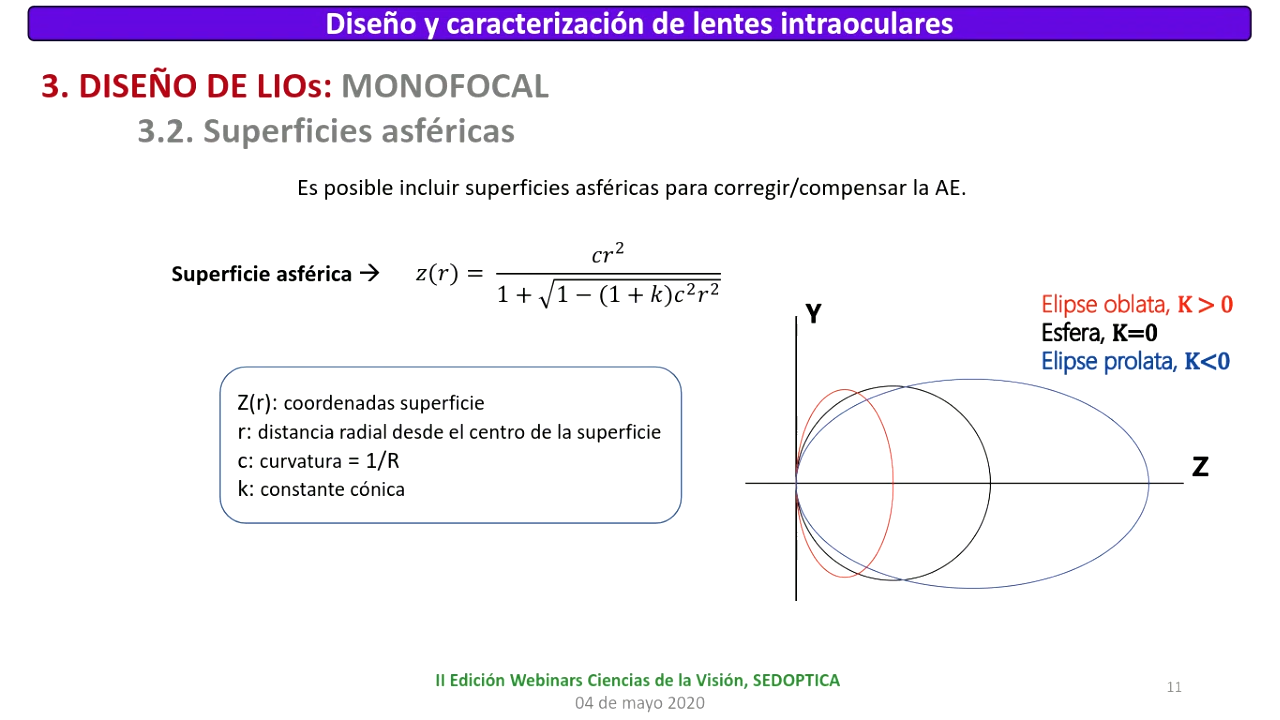 Diseño y caracterización de lentes intraoculares
3. DISEÑO DE LIOs: MONOFOCAL
3.2. Superficies asféricas
Es posible incluir superficies asféricas para corregir/compensar la AE.
Superficie asférica → z(r) = cr² / (1 + √(1 − (1 + k)c²r²))
Z(r): coordenadas superficie
r: distancia radial desde el centro de la superficie
c: curvatura = 1/R
k: constante cónica
Elipse oblata, K > 0
Esfera, K=0
Elipse prolata, K<0
Y
Z
II Edición Webinars Ciencias de la Visión, SEDOPTICA
04 de mayo 2020
11